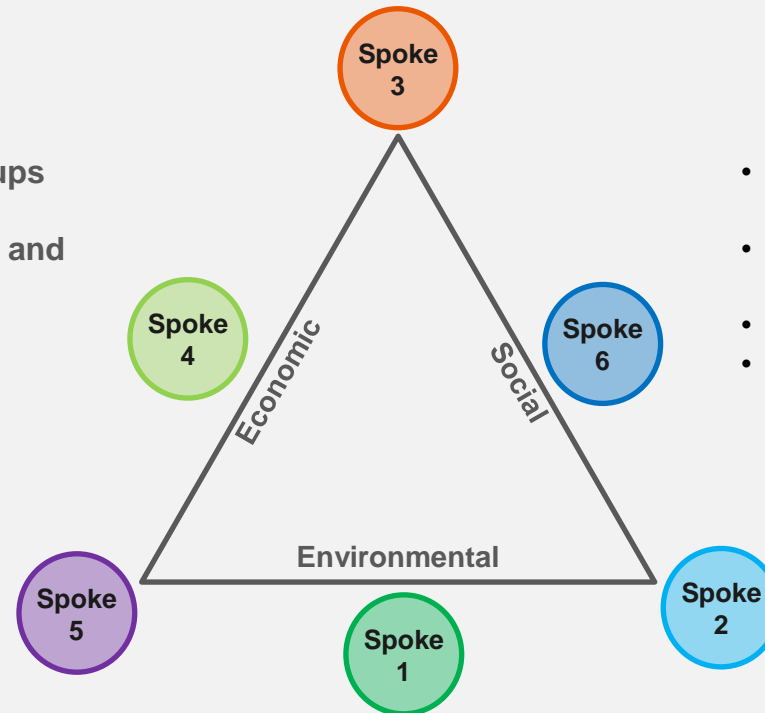 Spoke
3
ups
and
Spoke
4
Economic
Social
Spoke
6
Environmental
Spoke
5
Spoke
1
Spoke
2